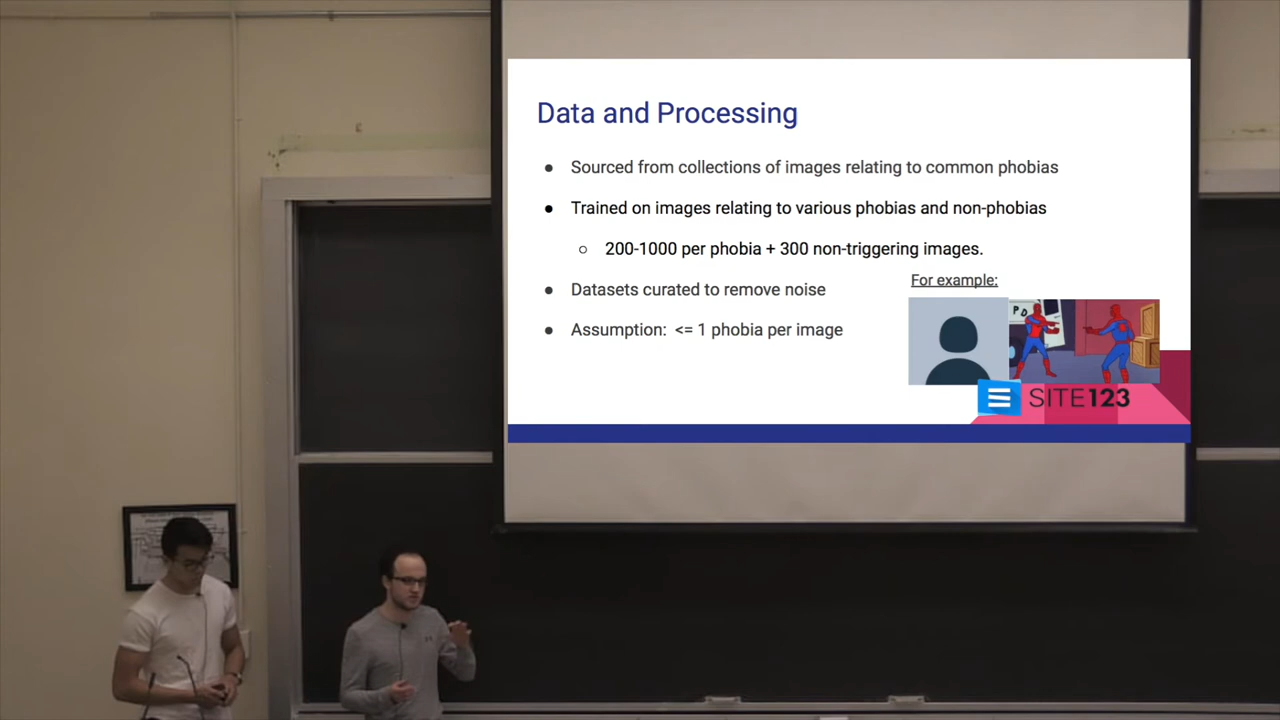 Data and Processing
● Sourced from collections of images relating to common phobias
● Trained on images relating to various phobias and non-phobias
○ 200-1000 per phobia + 300 non-triggering images.
For example:
● Datasets curated to remove noise
PD
● Assumption: <= 1 phobia per image
SITE123